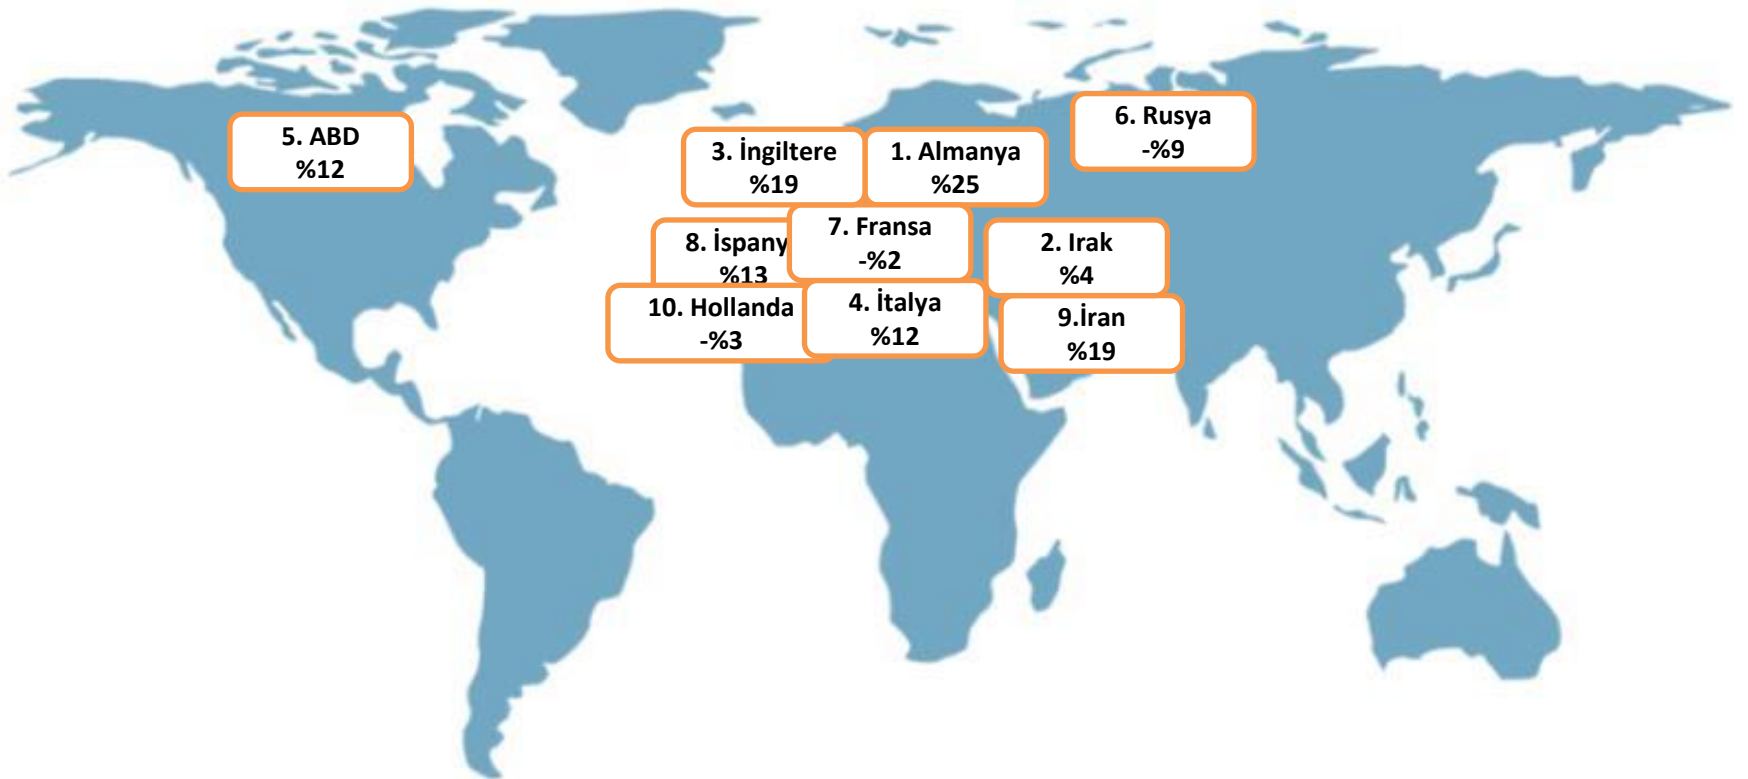 5. ABD
%12
6. Rusya
-%9
3. İngiltere
%19
1. Almanya
%25
8. İspany
%13
7. Fransa
-%2
2. Irak
%4
10. Hollanda
-%3
4. İtalya
%12
9.İran
%19